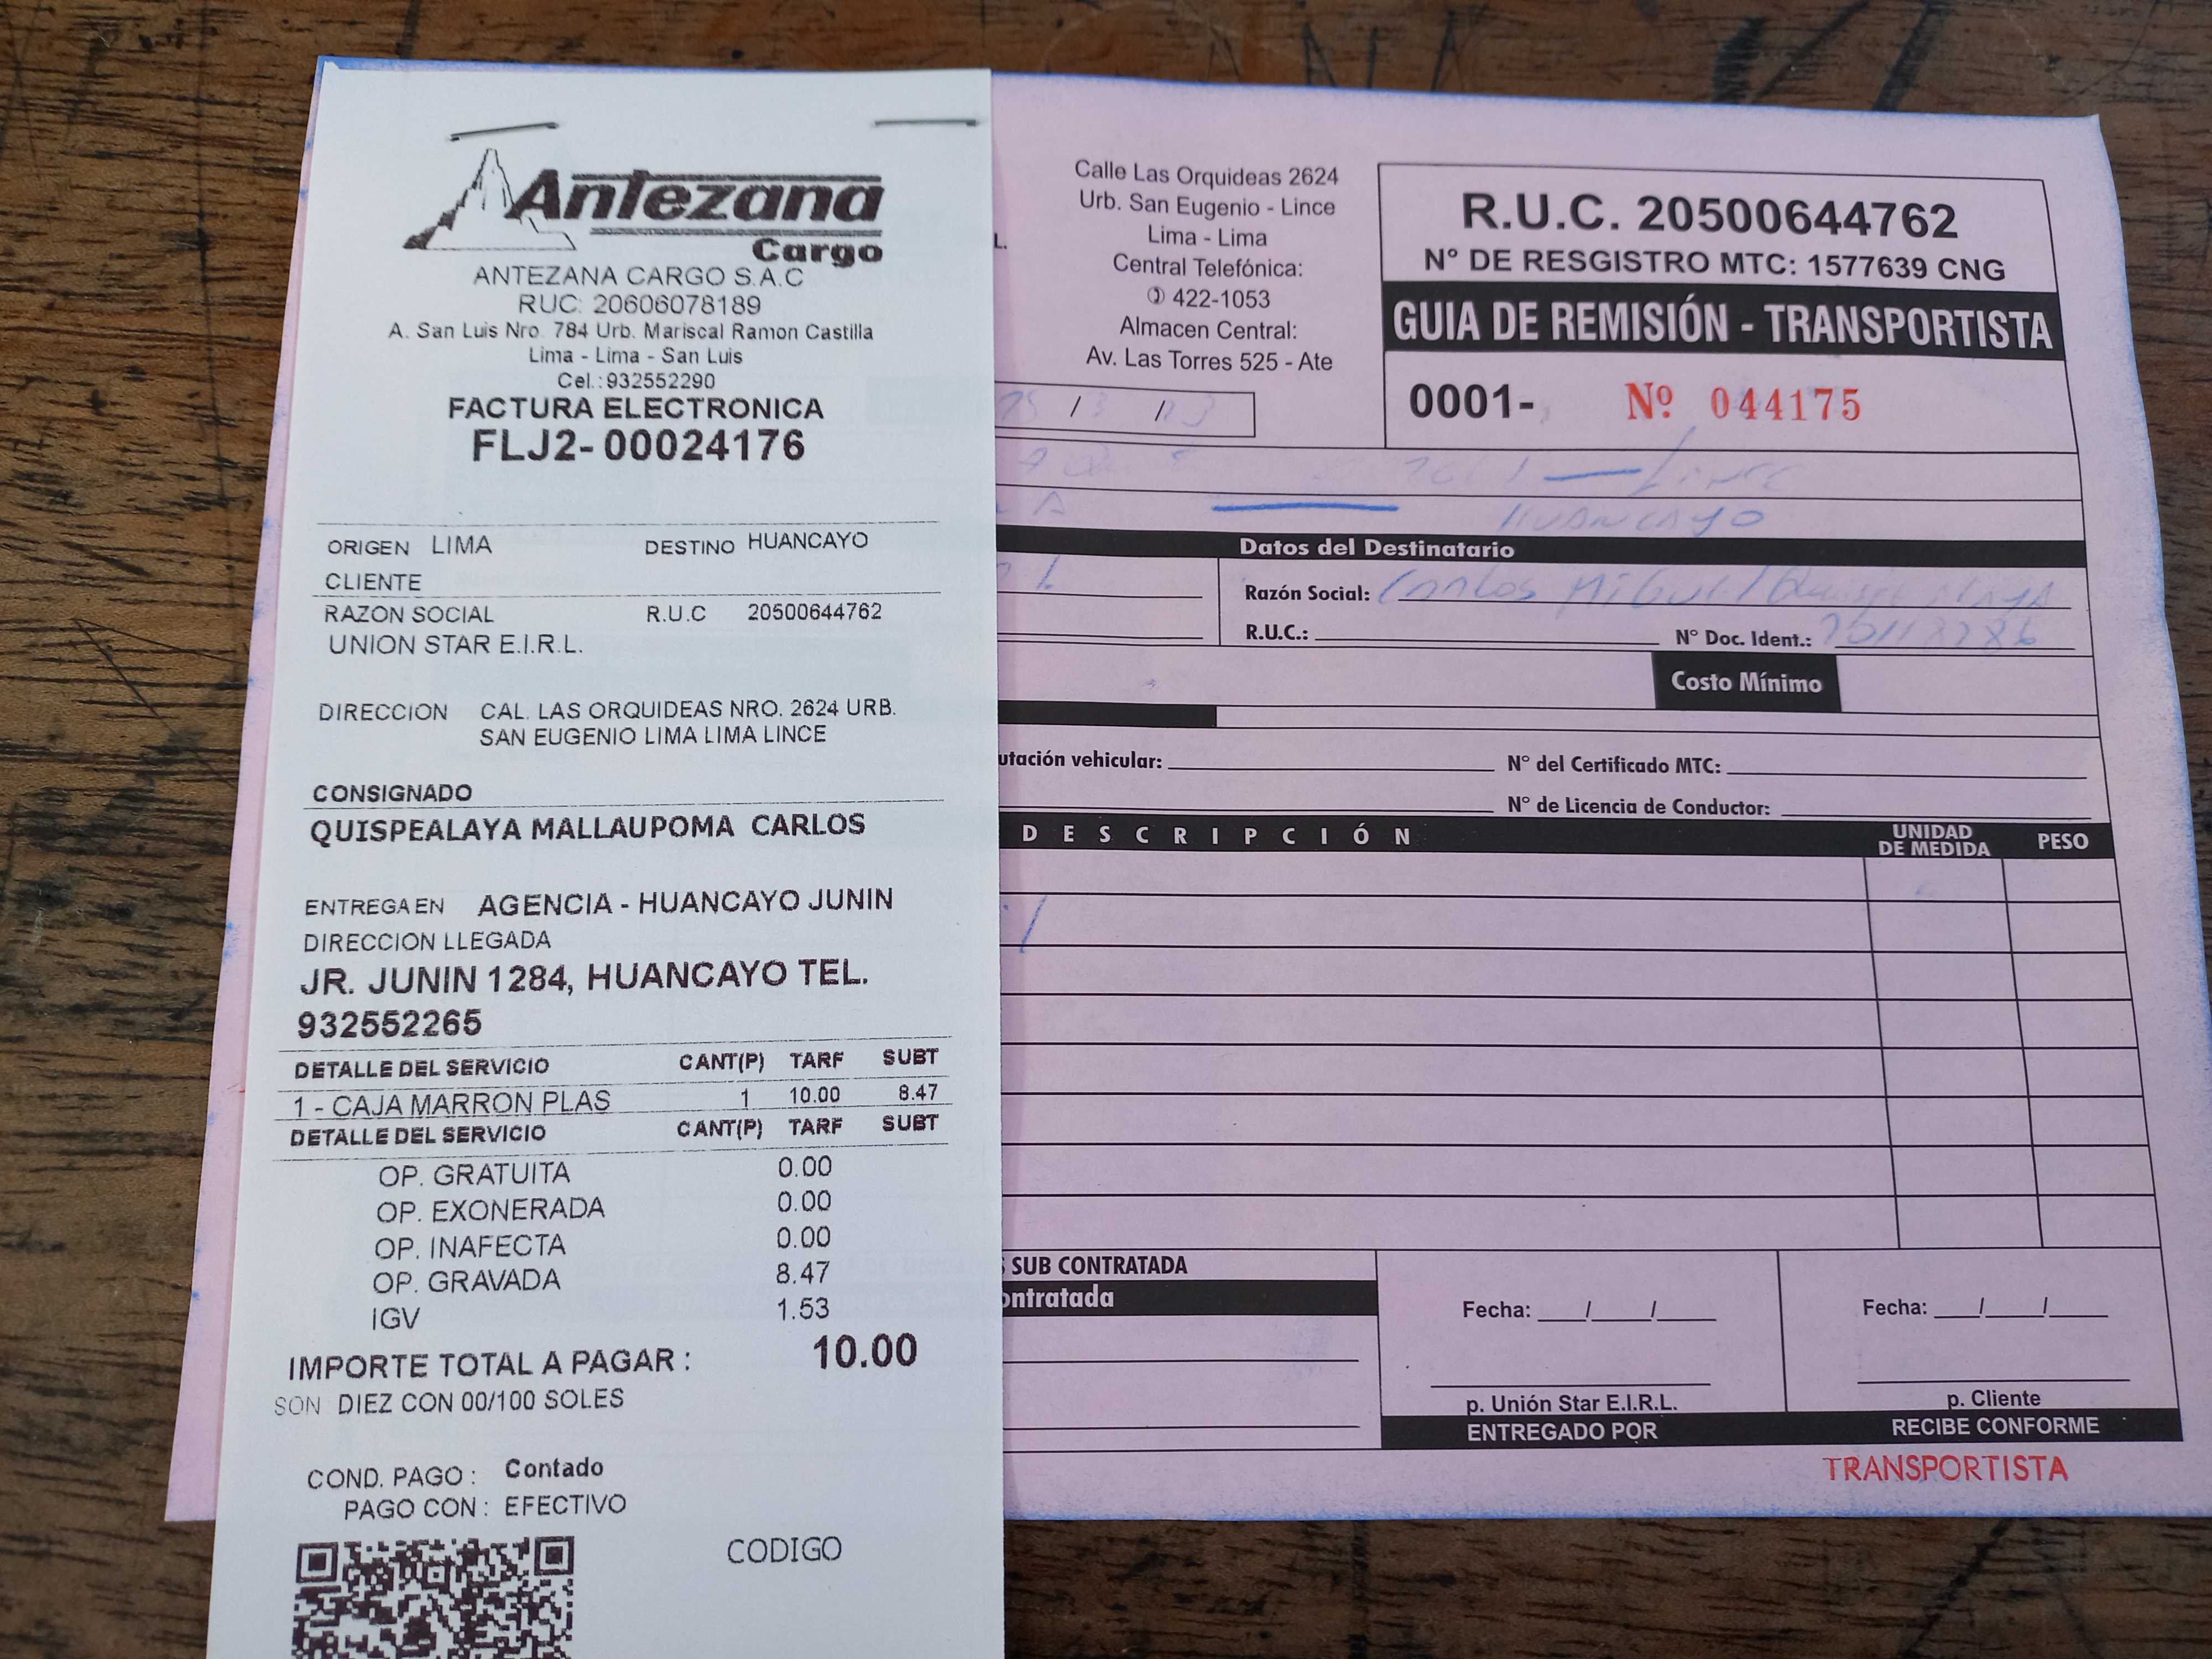 Antezana
Cargo
ANTEZANA CARGO S.A.C
RUC: 20606078189
A. San Luis Nro. 784 Urb. Mariscal Ramon Castilla
Lima - Lima - San Luis
Cel.:932552290
FACTURA ELECTRONICA
FLJ2- 00024176
ORIGEN LIMA DESTINO HUANCAYO
CLIENTE
RAZON SOCIAL R.U.C 20500644762
UNION STAR E.I.R.L.
DIRECCION CAL. LAS ORQUIDEAS NRO. 2624 URB.
SAN EUGENIO LIMA LIMA LINCE
CONSIGNADO
QUISPEALAYA MALLAUPOMA CARLOS
ENTREGA EN AGENCIA - HUANCAYO JUNIN
DIRECCION LLEGADA
JR. JUNIN 1284, HUANCAYO TEL.
932552265
DETALLE DEL SERVICIO CANT(P) TARF SUBT
1 - CAJA MARRON PLAS 1 10.00 8.47
DETALLE DEL SERVICIO CANT(P) TARF SUBT
OP. GRATUITA 0.00
OP. EXONERADA 0.00
OP. INAFECTA 0.00
OP. GRAVADA 8.47
IGV 1.53
IMPORTE TOTAL A PAGAR : 10.00
SON DIEZ CON 00/100 SOLES
COND. PAGO : Contado
PAGO CON : EFECTIVO
CODIGO
L.
Calle Las Orquideas 2624
Urb. San Eugenio - Lince
Lima - Lima
Central Telefónica:
422-1053
Almacen Central:
Av. Las Torres 525 - Ate
/ /
R.U.C. 20500644762
N° DE RESGISTRO MTC: 1577639 CNG
GUIA DE REMISIÓN - TRANSPORTISTA
0001- Nº 044175
HUANCAYO
Datos del Destinatario
Razón Social: Carlos Miguel
R.U.C.: N° Doc. Ident.:
Costo Mínimo
utación vehicular: N° del Certificado MTC:
N° de Licencia de Conductor:
DESCRIPCIÓN UNIDAD DE MEDIDA PESO
SUB CONTRATADA
ontratada
Fecha: / / Fecha: / /
p. Unión Star E.I.R.L. p. Cliente
ENTREGADO POR RECIBE CONFORME
TRANSPORTISTA